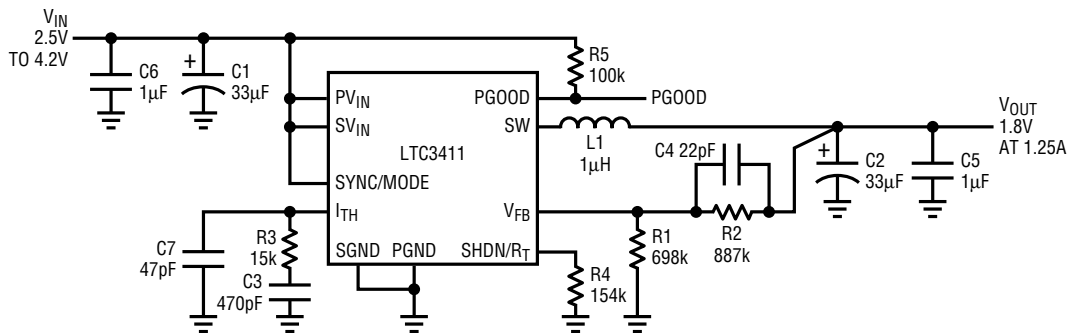 VIN
2.5V
TO 4.2V
C6
1µF
+
C1
33µF
R5
100k
PVIN
SVIN
LTC3411
SYNC/MODE
ITH
SGND
PGND
SHDN/RT
PGOOD
SW
VFB
PGOOD
L1
1µH
C4 22pF
R2
887k
R1
698k
R4
154k
VOUT
1.8V
AT 1.25A
+
C2
33µF
C5
1µF
C7
47pF
R3
15k
C3
470pF